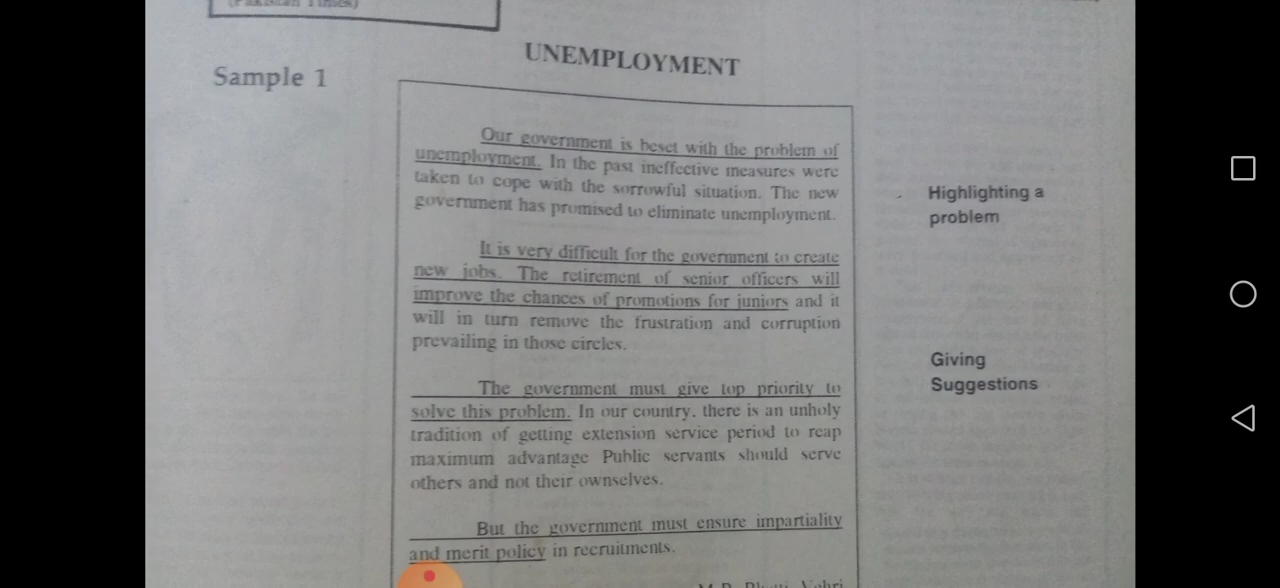 (Pakistan Times)
UNEMPLOYMENT
Sample 1
Our government is beset with the problem of
unemployment. In the past ineffective measures were
taken to cope with the sorrowful situation. The new
government has promised to eliminate unemployment.
Highlighting a
problem
It is very difficult for the government to create
new jobs. The retirement of senior officers will
improve the chances of promotions for juniors and it
will in turn remove the frustration and corruption
prevailing in those circles.
Giving
Suggestions
The government must give top priority to
solve this problem. In our country, there is an unholy
tradition of getting extension service period to reap
maximum advantage Public servants should serve
others and not their ownselves.
But the government must ensure impartiality
and merit policy in recruitments.